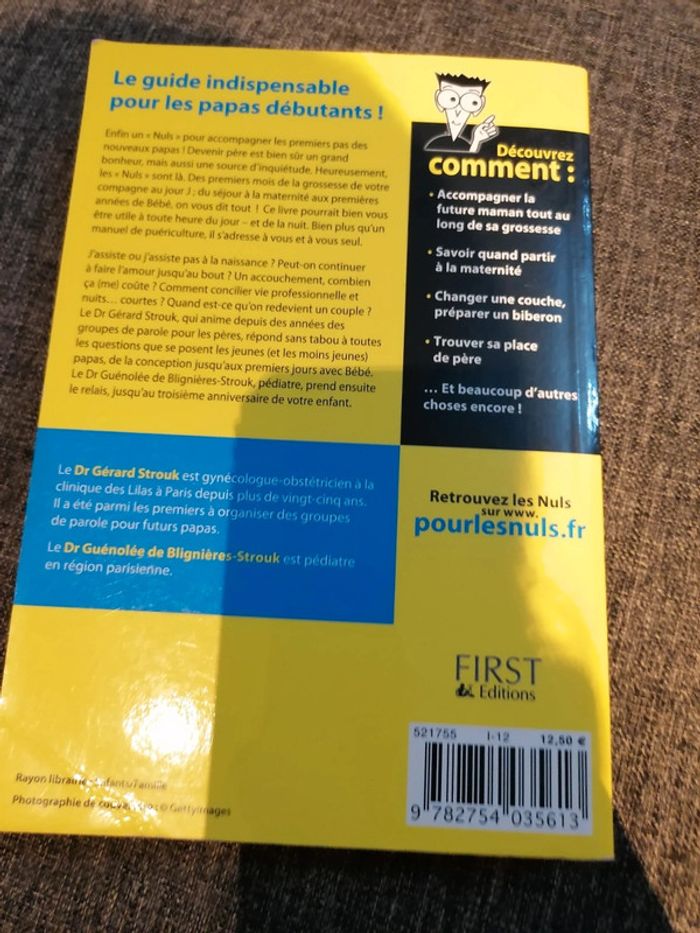 Le guide indispensable
pour les papas débutants !
Enfin un « Nuls » pour accompagner les premiers pas des
nouveaux papas ! Devenir père est bien sûr un grand
bonheur, mais aussi une source d'inquiétude. Heureusement,
les « Nuls » sont là. Des premiers mois de la grossesse de votre
compagne au jour J ; du séjour à la maternité aux premières
années de Bébé, on vous dit tout ! Ce livre pourrait bien vous
être utile à toute heure du jour – et de la nuit. Bien plus qu'un
manuel de puériculture, il s'adresse à vous et à vous seul.
J'assiste ou j'assiste pas à la naissance ? Peut-on continuer
à faire l'amour jusqu'au bout ? Un accouchement, combien
ça (me) coûte ? Comment concilier vie professionnelle et
nuits… courtes ? Quand est-ce qu'on redevient un couple ?
Le Dr Gérard Strouk, qui anime depuis des années des
groupes de parole pour les pères, répond sans tabou à toutes
les questions que se posent les jeunes (et les moins jeunes)
papas, de la conception jusqu'aux premiers jours avec Bébé.
Le Dr Guénolée de Blignières-Strouk, pédiatre, prend ensuite
le relais, jusqu'au troisième anniversaire de votre enfant.
Le Dr Gérard Strouk est gynécologue-obstétricien à la
clinique des Lilas à Paris depuis plus de vingt-cinq ans.
Il a été parmi les premiers à organiser des groupes
de parole pour futurs papas.
Le Dr Guénolée de Blignières-Strouk est pédiatre
en région parisienne.
Découvrez
comment :
• Accompagner la
future maman tout au
long de sa grossesse
• Savoir quand partir
à la maternité
• Changer une couche,
préparer un biberon
• Trouver sa place
de père
… Et beaucoup d'autres
choses encore !
Retrouvez les Nuls
sur www.
pourlesnuls.fr
FIRST
Editions
521755 I-12 12,50 €
9 782754 035613
Rayon librairie : Enfant/Famille
Photographie de couverture : © GettyImages